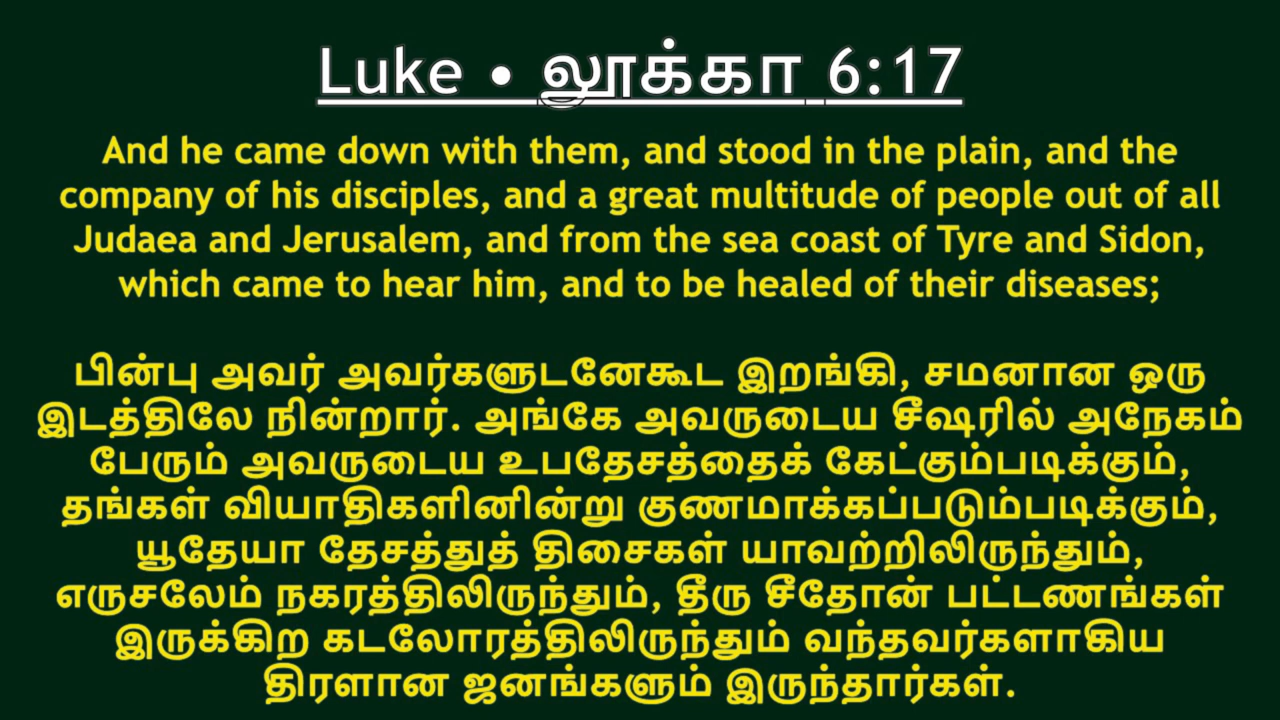 Luke • லூக்கா 6:17
And he came down with them, and stood in the plain, and the
company of his disciples, and a great multitude of people out of all
Judaea and Jerusalem, and from the sea coast of Tyre and Sidon,
which came to hear him, and to be healed of their diseases;
பின்பு அவர் அவர்களுடனேகூட இறங்கி, சமனான ஒரு
இடத்திலே நின்றார். அங்கே அவருடைய சீஷரில் அநேகம்
பேரும் அவருடைய உபதேசத்தைக் கேட்கும்படிக்கும்,
தங்கள் வியாதிகளினின்று குணமாக்கப்படும்படிக்கும்,
யூதேயா தேசத்துத் திசைகள் யாவற்றிலிருந்தும்,
எருசலேம் நகரத்திலிருந்தும், தீரு சீதோன் பட்டணங்கள்
இருக்கிற கடலோரத்திலிருந்தும் வந்தவர்களாகிய
திரளான ஜனங்களும் இருந்தார்கள்.